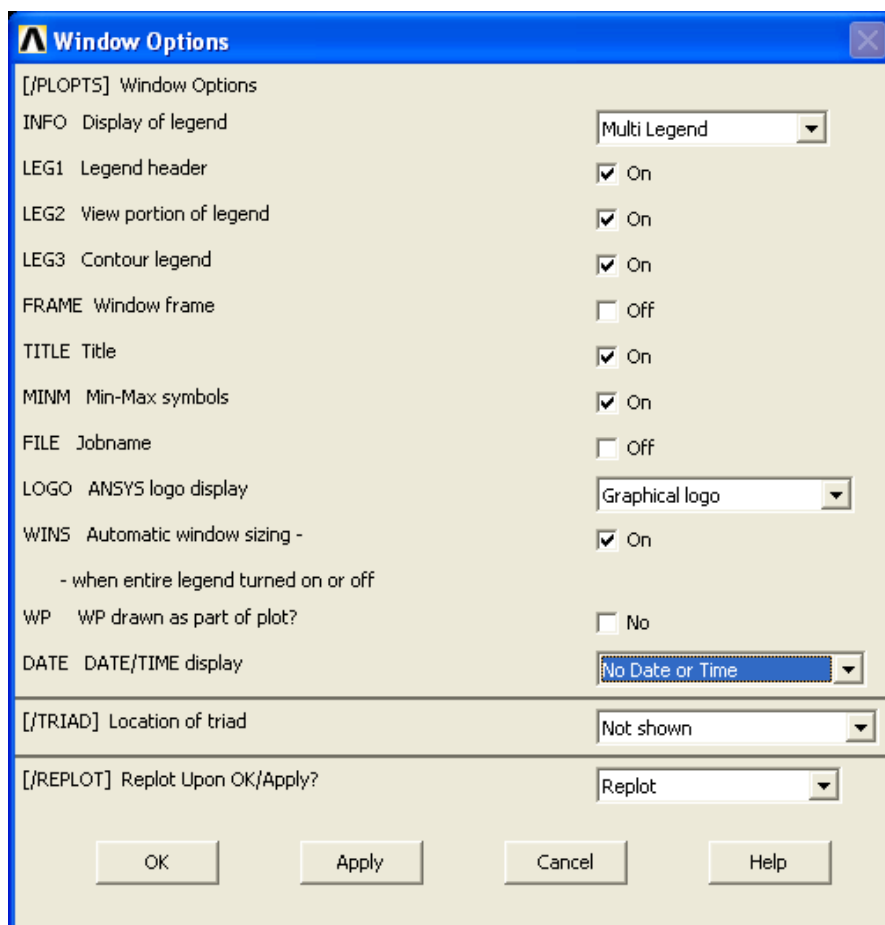 Window Options
[/PLOPTS] Window Options
INFO Display of legend Multi Legend
LEG1 Legend header On
LEG2 View portion of legend On
LEG3 Contour legend On
FRAME Window frame Off
TITLE Title On
MINM Min-Max symbols On
FILE Jobname Off
LOGO ANSYS logo display Graphical logo
WINS Automatic window sizing - On
- when entire legend turned on or off
WP WP drawn as part of plot? No
DATE DATE/TIME display No Date or Time
[/TRIAD] Location of triad Not shown
[/REPLOT] Replot Upon OK/Apply? Replot
OK Apply Cancel Help